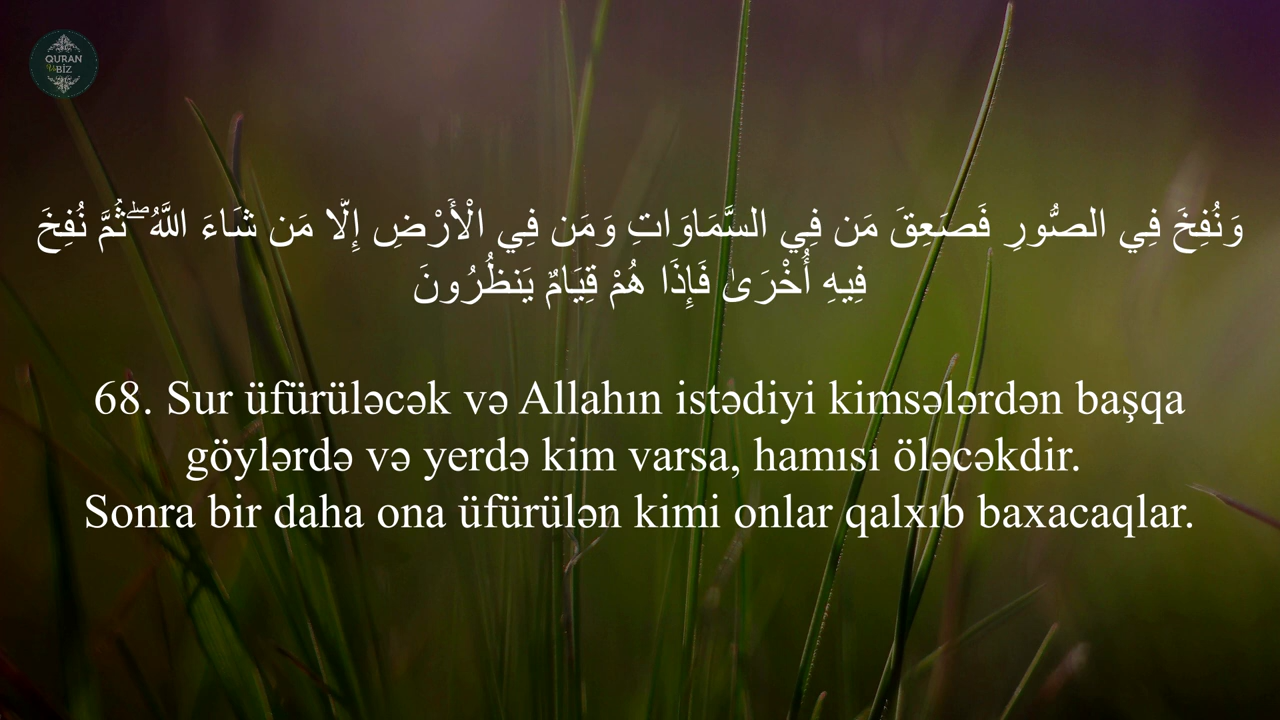 QURAN
Və
BİZ
وَنُفِخَ فِي الصُّورِ فَصَعِقَ مَن فِي السَّمَاوَاتِ وَمَن فِي الْأَرْضِ إِلَّا مَن شَاءَ اللَّهُ ۖ ثُمَّ نُفِخَ
فِيهِ أُخْرَىٰ فَإِذَا هُمْ قِيَامٌ يَنظُرُونَ
68. Sur üfürüləcək və Allahın istədiyi kimsələrdən başqa
göylərdə və yerdə kim varsa, hamısı öləcəkdir.
Sonra bir daha ona üfürülən kimi onlar qalxıb baxacaqlar.